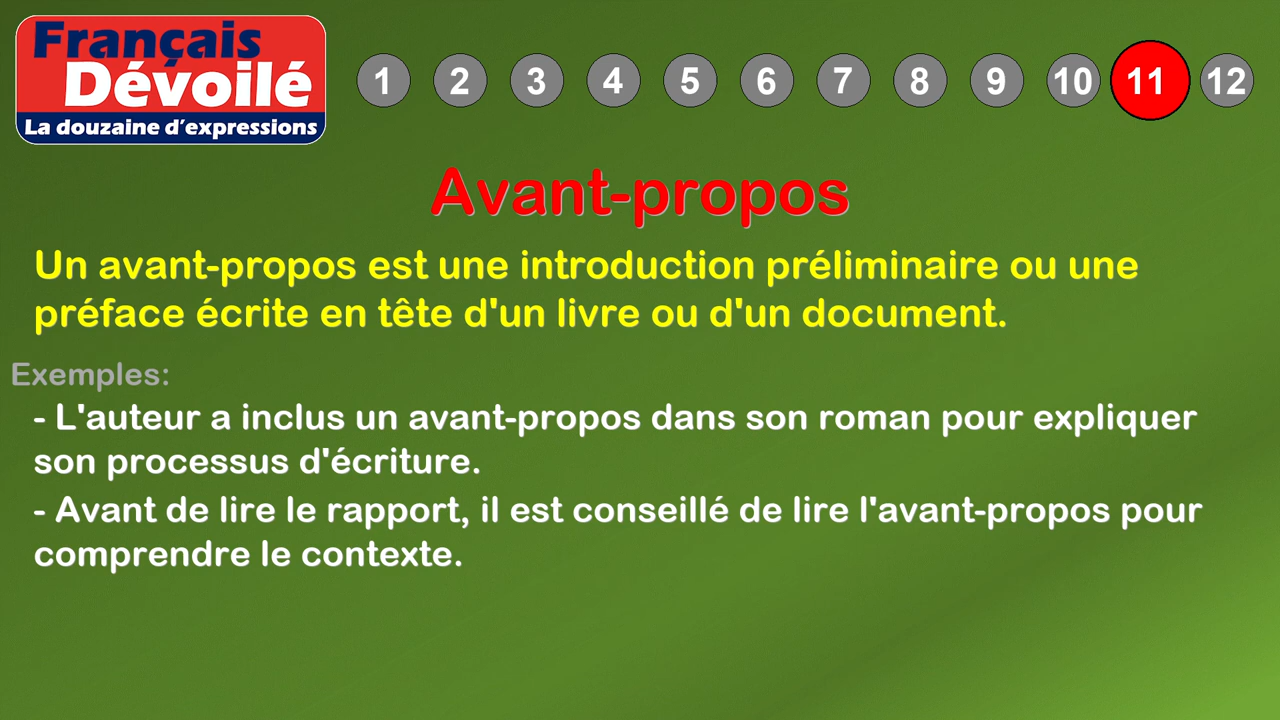 Français
Dévoilé
La douzaine d'expressions
1 2 3 4 5 6 7 8 9 10 11 12
Avant-propos
Un avant-propos est une introduction préliminaire ou une
préface écrite en tête d'un livre ou d'un document.
Exemples:
- L'auteur a inclus un avant-propos dans son roman pour expliquer
son processus d'écriture.
- Avant de lire le rapport, il est conseillé de lire l'avant-propos pour
comprendre le contexte.